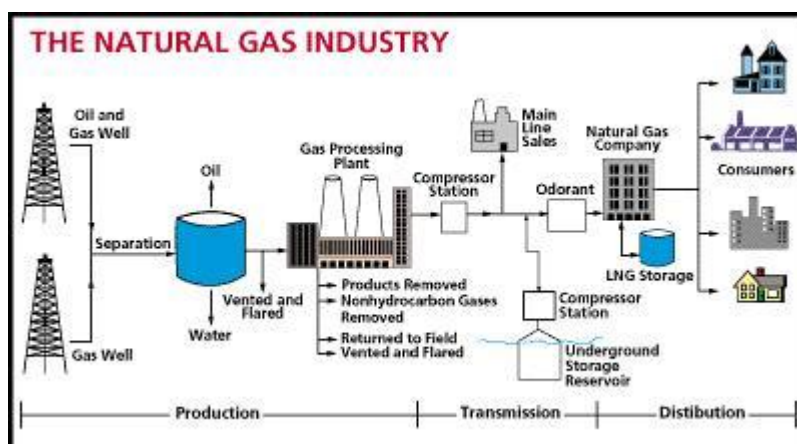 THE NATURAL GAS INDUSTRY
Oil and
Gas Well
Gas Well
Separation
Oil
Water
Vented and
Flared
Gas Processing
Plant
Products Removed
Nonhydrocarbon Gases
Removed
Returned to Field
Vented and Flared
Compressor
Station
Main
Line
Sales
Compressor
Station
Underground
Storage
Reservoir
Odorant
Natural Gas
Company
LNG Storage
Consumers
Production
Transmission
Distibution